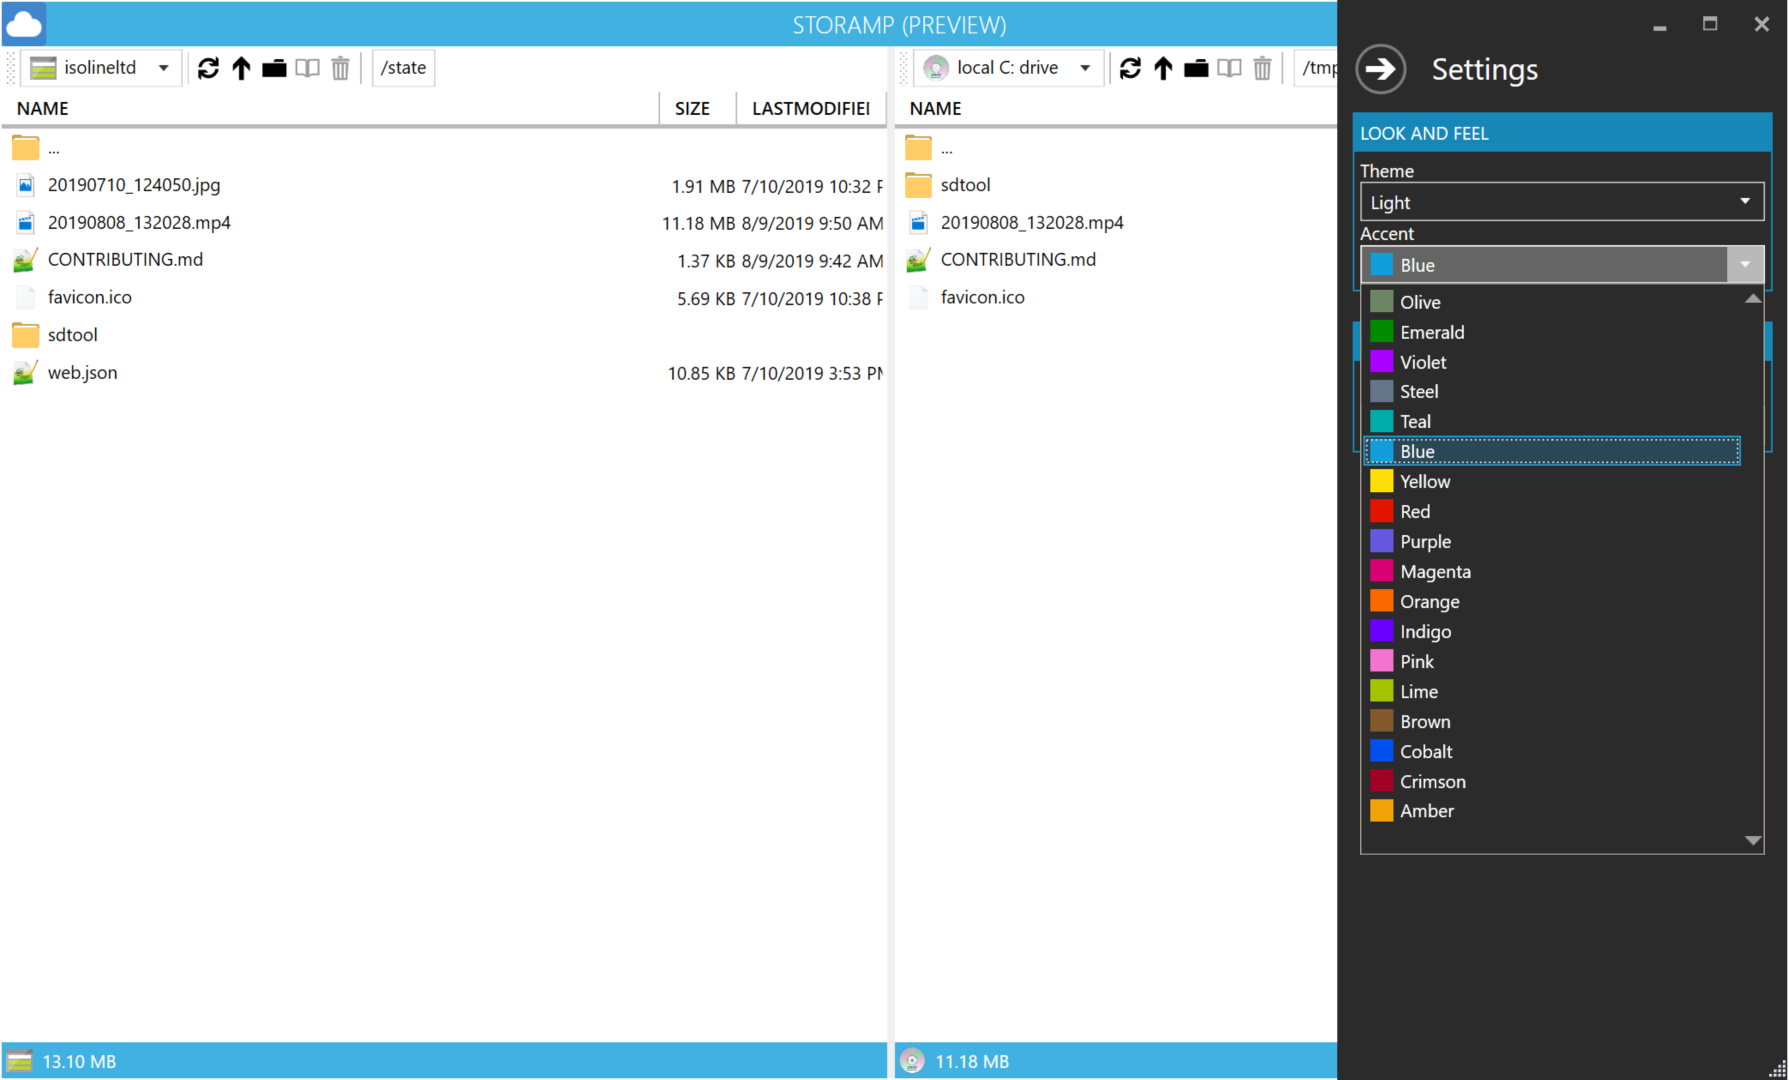 STORAMP (PREVIEW)
isolineltd
/state
NAME
SIZE
LASTMODIFIEI
...
20190710_124050.jpg
1.91 MB
7/10/2019 10:32 P
20190808_132028.mp4
11.18 MB
8/9/2019 9:50 AM
CONTRIBUTING.md
1.37 KB
8/9/2019 9:42 AM
favicon.ico
5.69 KB
7/10/2019 10:38 P
sdtool
web.json
10.85 KB
7/10/2019 3:53 PM
13.10 MB
local C: drive
/tmp
NAME
...
sdtool
20190808_132028.mp4
CONTRIBUTING.md
favicon.ico
11.18 MB
Settings
LOOK AND FEEL
Theme
Light
Accent
Blue
Olive
Emerald
Violet
Steel
Teal
Blue
Yellow
Red
Purple
Magenta
Orange
Indigo
Pink
Lime
Brown
Cobalt
Crimson
Amber